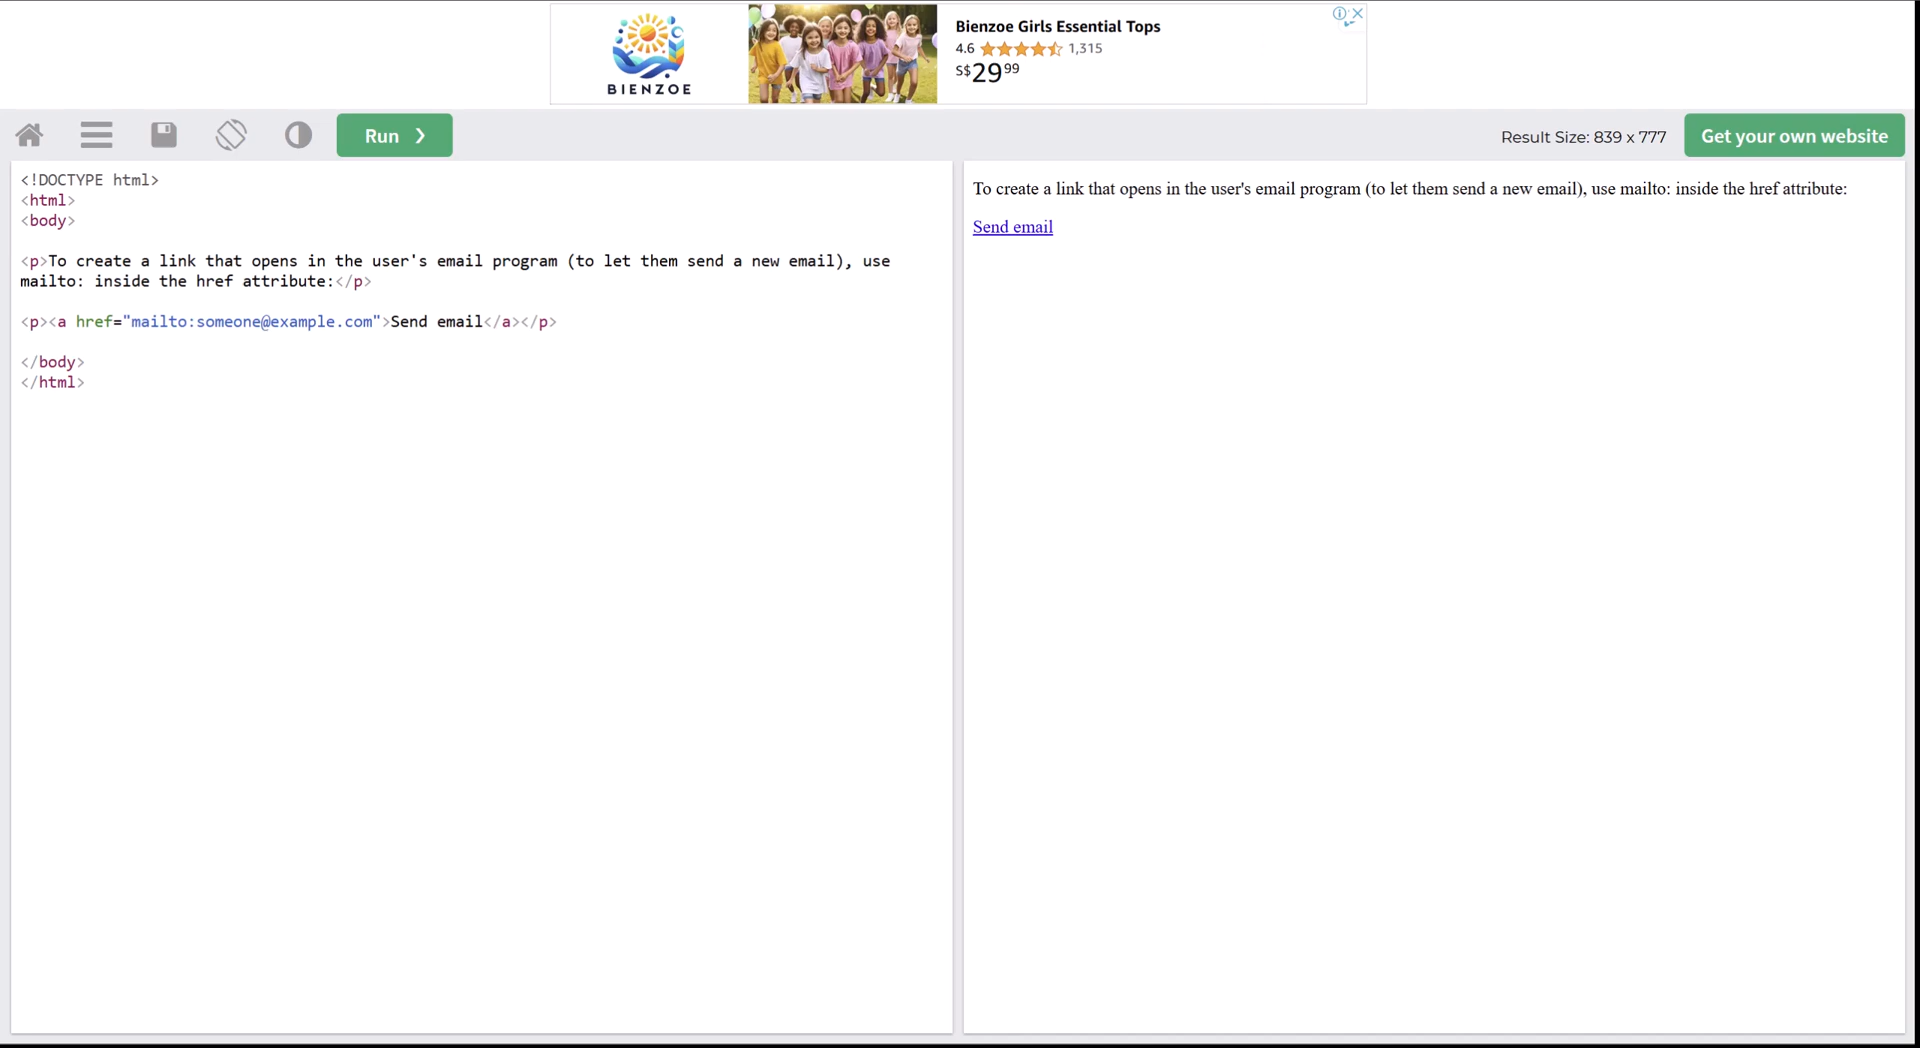 BIENZOE
Bienzoe Girls Essential Tops
4.6 1,315
S$29 99
Run ❯
Result Size: 839 x 777
Get your own website
<!DOCTYPE html>
<html>
<body>
<p>To create a link that opens in the user's email program (to let them send a new email), use
mailto: inside the href attribute:</p>
<p><a href="mailto:someone@example.com">Send email</a></p>
</body>
</html>
To create a link that opens in the user's email program (to let them send a new email), use mailto: inside the href attribute:
Send email